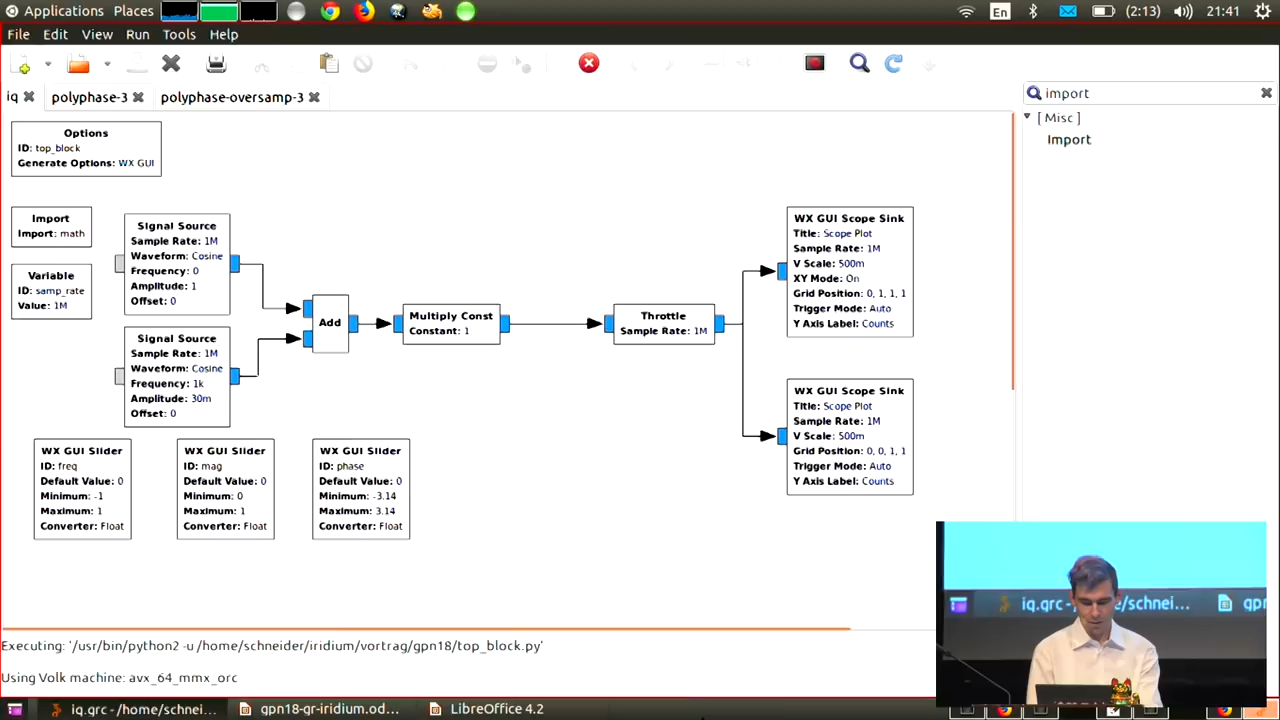 Applications Places En (2:13) 21:41
File Edit View Run Tools Help
iq polyphase-3 polyphase-oversamp-3
import
[ Misc ]
Import
Options
ID: top_block
Generate Options: WX GUI
Import
Import: math
Variable
ID: samp_rate
Value: 1M
Signal Source
Sample Rate: 1M
Waveform: Cosine
Frequency: 0
Amplitude: 1
Offset: 0
Signal Source
Sample Rate: 1M
Waveform: Cosine
Frequency: 1k
Amplitude: 30m
Offset: 0
Add
Multiply Const
Constant: 1
Throttle
Sample Rate: 1M
WX GUI Scope Sink
Title: Scope Plot
Sample Rate: 1M
V Scale: 500m
XY Mode: On
Grid Position: 0, 1, 1, 1
Trigger Mode: Auto
Y Axis Label: Counts
WX GUI Scope Sink
Title: Scope Plot
Sample Rate: 1M
V Scale: 500m
Grid Position: 0, 0, 1, 1
Trigger Mode: Auto
Y Axis Label: Counts
WX GUI Slider
ID: freq
Default Value: 0
Minimum: -1
Maximum: 1
Converter: Float
WX GUI Slider
ID: mag
Default Value: 0
Minimum: 0
Maximum: 1
Converter: Float
WX GUI Slider
ID: phase
Default Value: 0
Minimum: -3.14
Maximum: 3.14
Converter: Float
Executing: '/usr/bin/python2 -u /home/schneider/iridium/vortrag/gpn18/top_block.py'
Using Volk machine: avx_64_mmx_orc
iq.grc - /home/schnei...
iq.grc - /home/schnei... gpn18-gr-iridium.od... LibreOffice 4.2